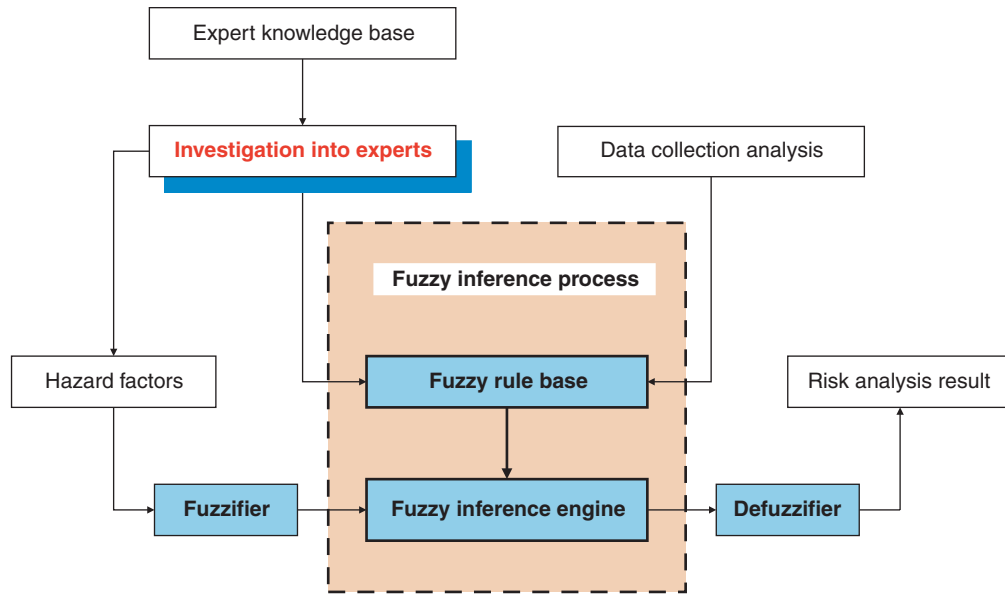 Expert knowledge base
Investigation into experts
Data collection analysis
Fuzzy inference process
Hazard factors
Fuzzy rule base
Risk analysis result
Fuzzifier
Fuzzy inference engine
Defuzzifier